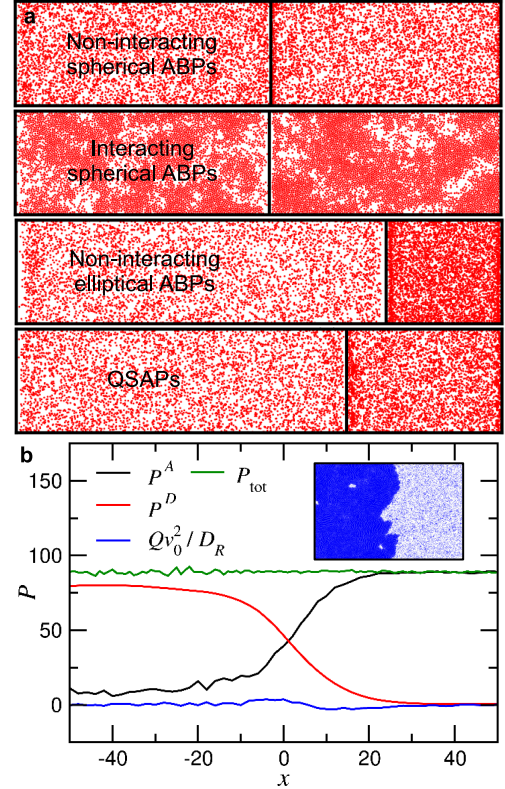 a
Non-interacting
spherical ABPs
Interacting
spherical ABPs
Non-interacting
elliptical ABPs
QSAPs
b
P^A
P_tot
P^D
Qv_0^2 / D_R
150
100
50
0
P
-40
-20
0
20
40
x